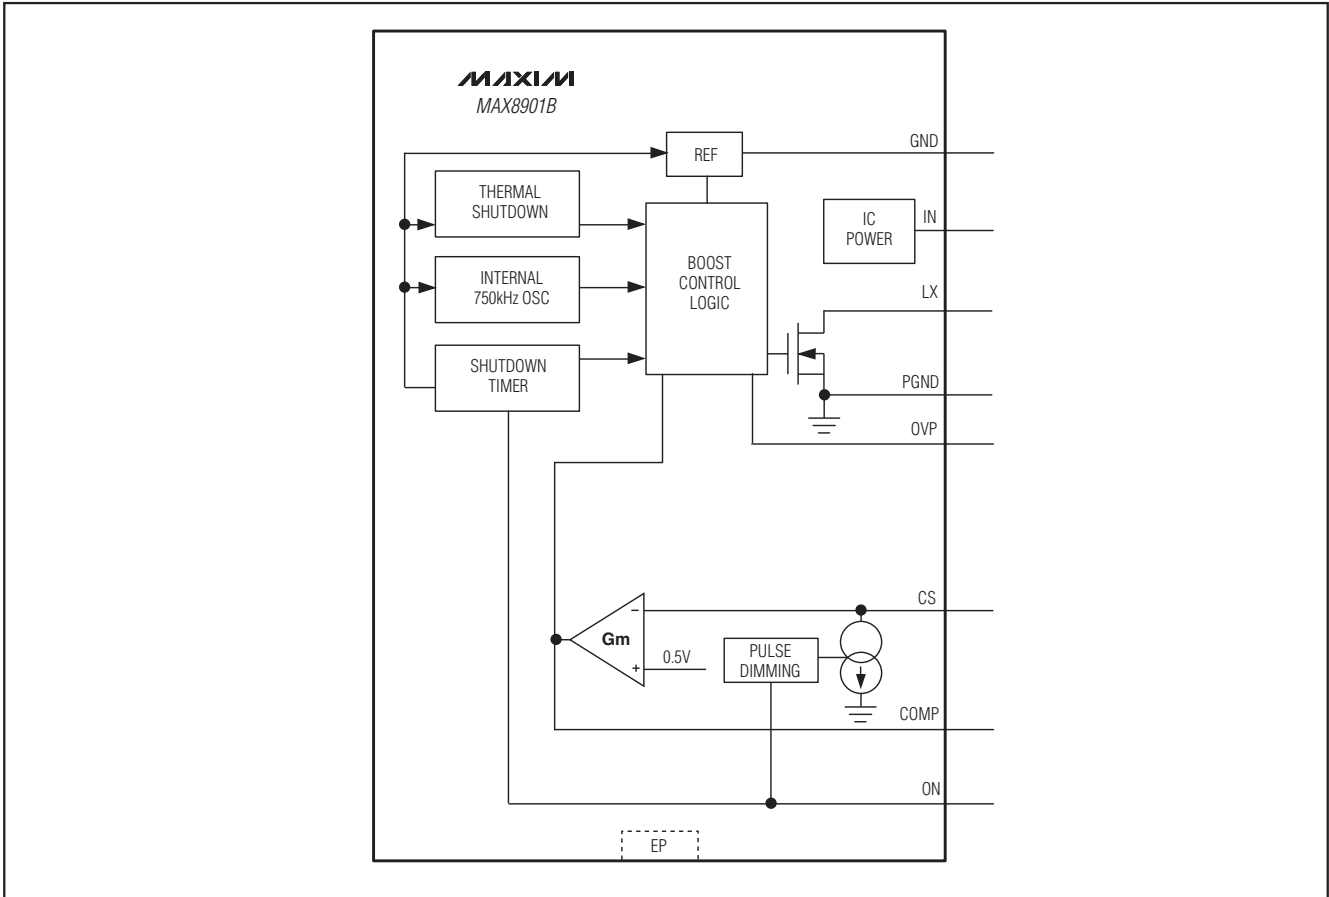 MAXIM
MAX8901B
GND
REF
THERMAL
SHUTDOWN
IN
IC
POWER
BOOST
CONTROL
LOGIC
INTERNAL
750kHz OSC
LX
SHUTDOWN
TIMER
PGND
OVP
CS
−
Gm
+
0.5V
PULSE
DIMMING
COMP
ON
EP